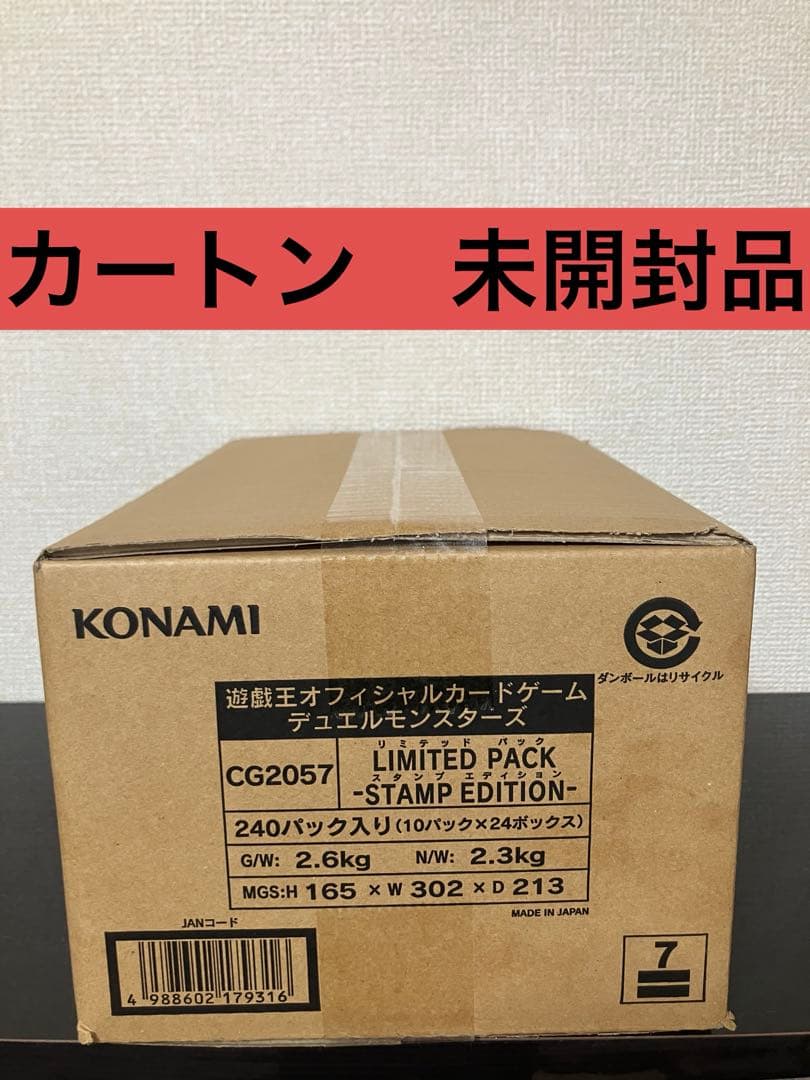 カートン　未開封品
KONAMI
ダンボールはリサイクル
遊戯王オフィシャルカードゲーム
デュエルモンスターズ
CG2057
リミテッド パック
LIMITED PACK
スタンプ エディション
-STAMP EDITION-
240パック入り(10パック×24ボックス)
G/W: 2.6kg N/W: 2.3kg
MGS:H 165 × W 302 × D 213
MADE IN JAPAN
JANコード
4 988602 179316
7